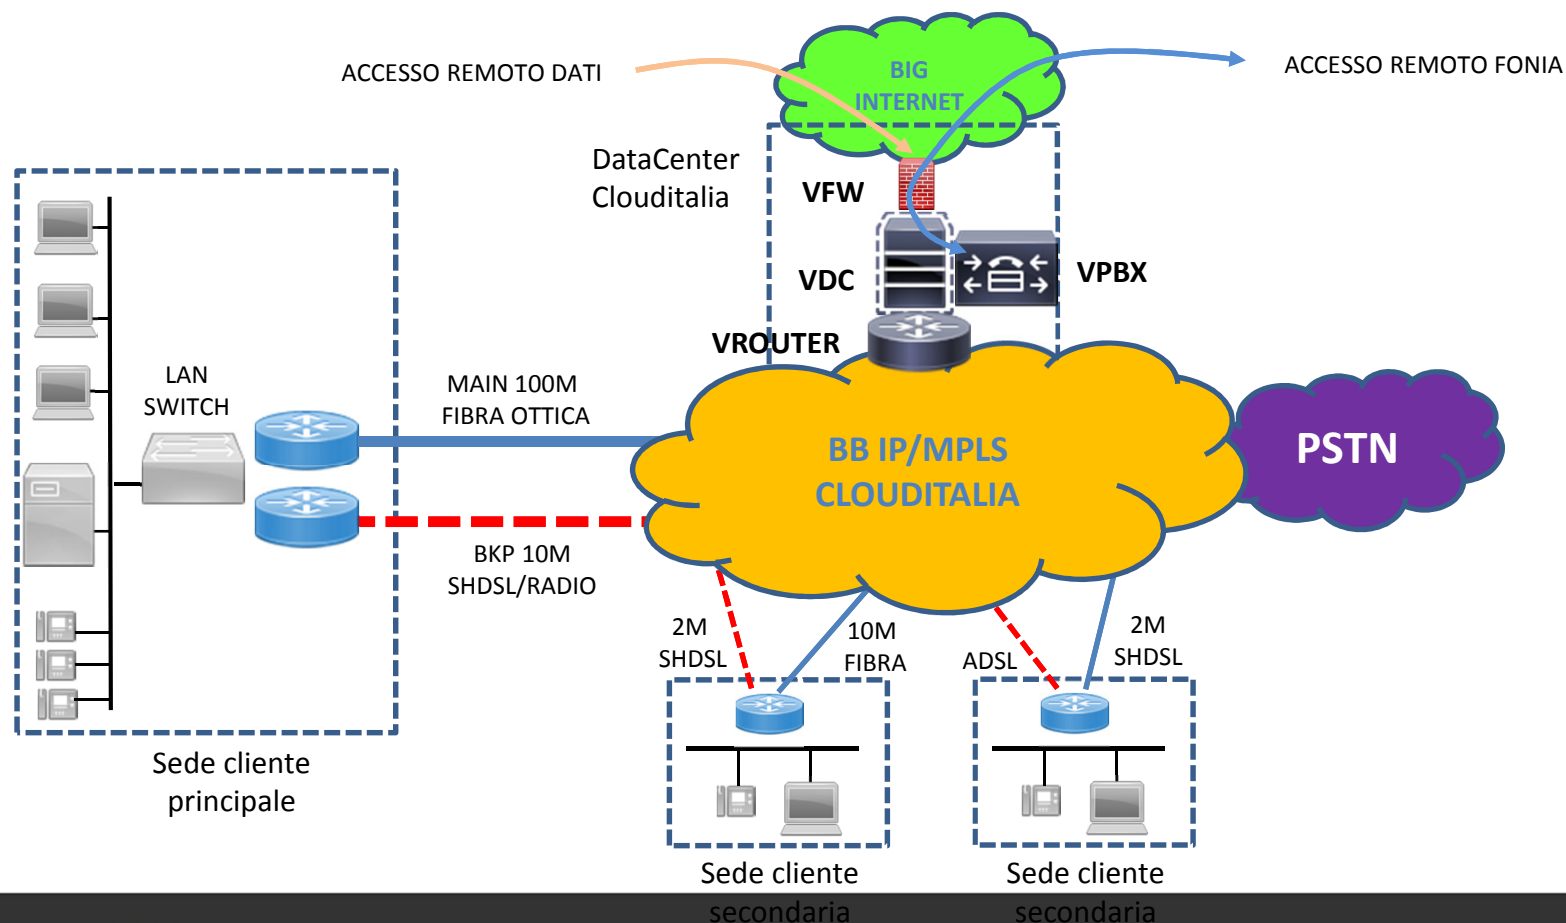 ACCESSO REMOTO DATI
BIG
INTERNET
ACCESSO REMOTO FONIA
DataCenter
Clouditalia
VFW
VDC
VPBX
VROUTER
LAN
SWITCH
MAIN 100M
FIBRA OTTICA
BB IP/MPLS
CLOUDITALIA
PSTN
BKP 10M
SHDSL/RADIO
2M
SHDSL
10M
FIBRA
ADSL
2M
SHDSL
Sede cliente
principale
Sede cliente
secondaria
Sede cliente
secondaria